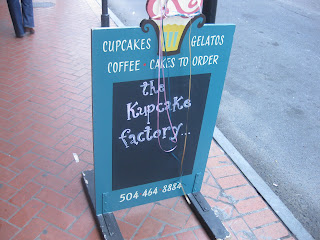 CUPCAKES GELATOS
COFFEE - CAKES TO ORDER
the
Kupcake
factory...
504 464 8884